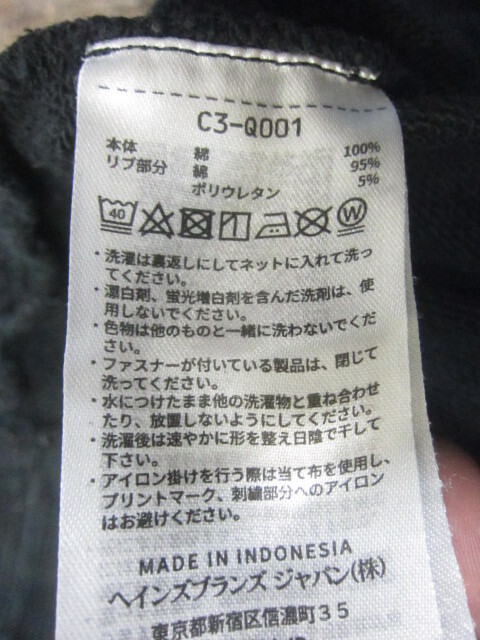 C3-Q001
本体 綿 100%
リブ部分 綿 95%
ポリウレタン 5%
40 W
・洗濯は裏返しにしてネットに入れて洗っ
てください。
・漂白剤、蛍光増白剤を含んだ洗剤は、使
用しないでください。
・色物は他のものと一緒に洗わないでくだ
さい。
・ファスナーが付いている製品は、閉じて
洗ってください。
・水につけたまま他の洗濯物と重ね合わせ
たり、放置しないようにしてください。
・洗濯後は速やかに形を整え日陰で干して
下さい。
・アイロン掛けを行う際は当て布を使用し、
プリントマーク、刺繍部分へのアイロン
はお避けください。
MADE IN INDONESIA
ヘインズブランズ ジャパン(株)
東京都新宿区信濃町35